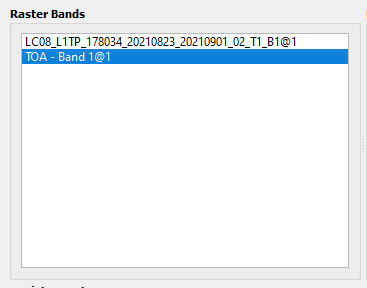 Raster Bands
LC08_L1TP_178034_20210823_20210901_02_T1_B1@1
TOA - Band 1@1